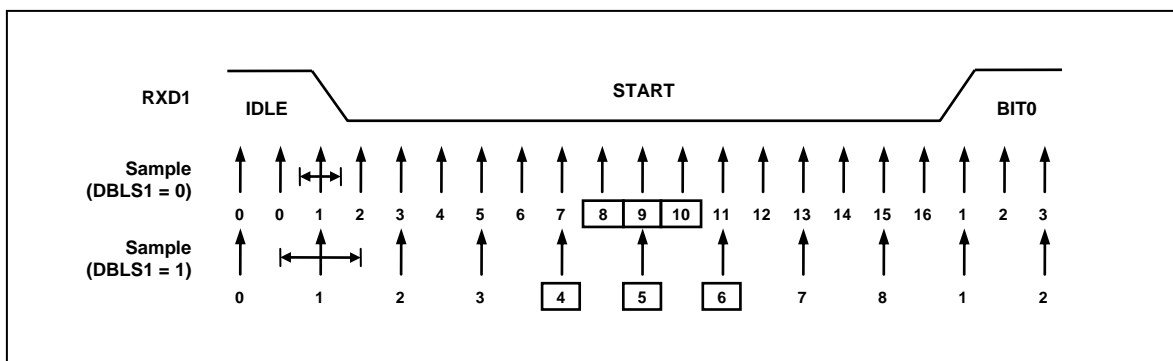 RXD1
IDLE
START
BIT0
Sample
(DBLS1 = 0)
0 0 1 2 3 4 5 6 7 8 9 10 11 12 13 14 15 16 1 2 3
Sample
(DBLS1 = 1)
0 1 2 3 4 5 6 7 8 1 2